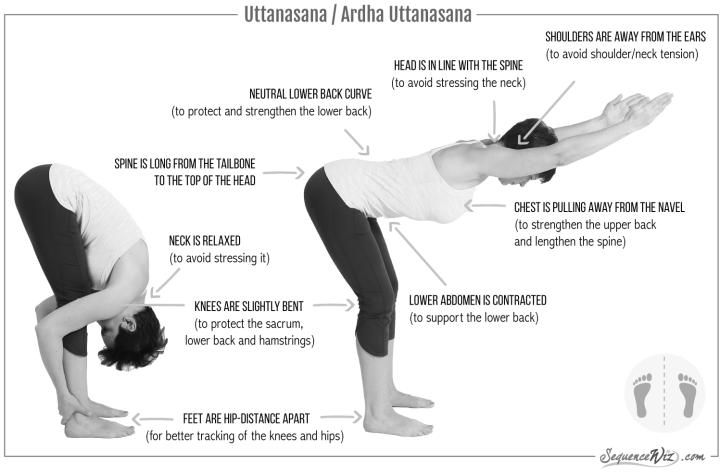 Uttanasana / Ardha Uttanasana
SHOULDERS ARE AWAY FROM THE EARS
(to avoid shoulder/neck tension)
HEAD IS IN LINE WITH THE SPINE
(to avoid stressing the neck)
NEUTRAL LOWER BACK CURVE
(to protect and strengthen the lower back)
SPINE IS LONG FROM THE TAILBONE
TO THE TOP OF THE HEAD
CHEST IS PULLING AWAY FROM THE NAVEL
(to strengthen the upper back
and lengthen the spine)
NECK IS RELAXED
(to avoid stressing it)
KNEES ARE SLIGHTLY BENT
(to protect the sacrum,
lower back and hamstrings)
LOWER ABDOMEN IS CONTRACTED
(to support the lower back)
FEET ARE HIP-DISTANCE APART
(for better tracking of the knees and hips)
SequenceWiz.com